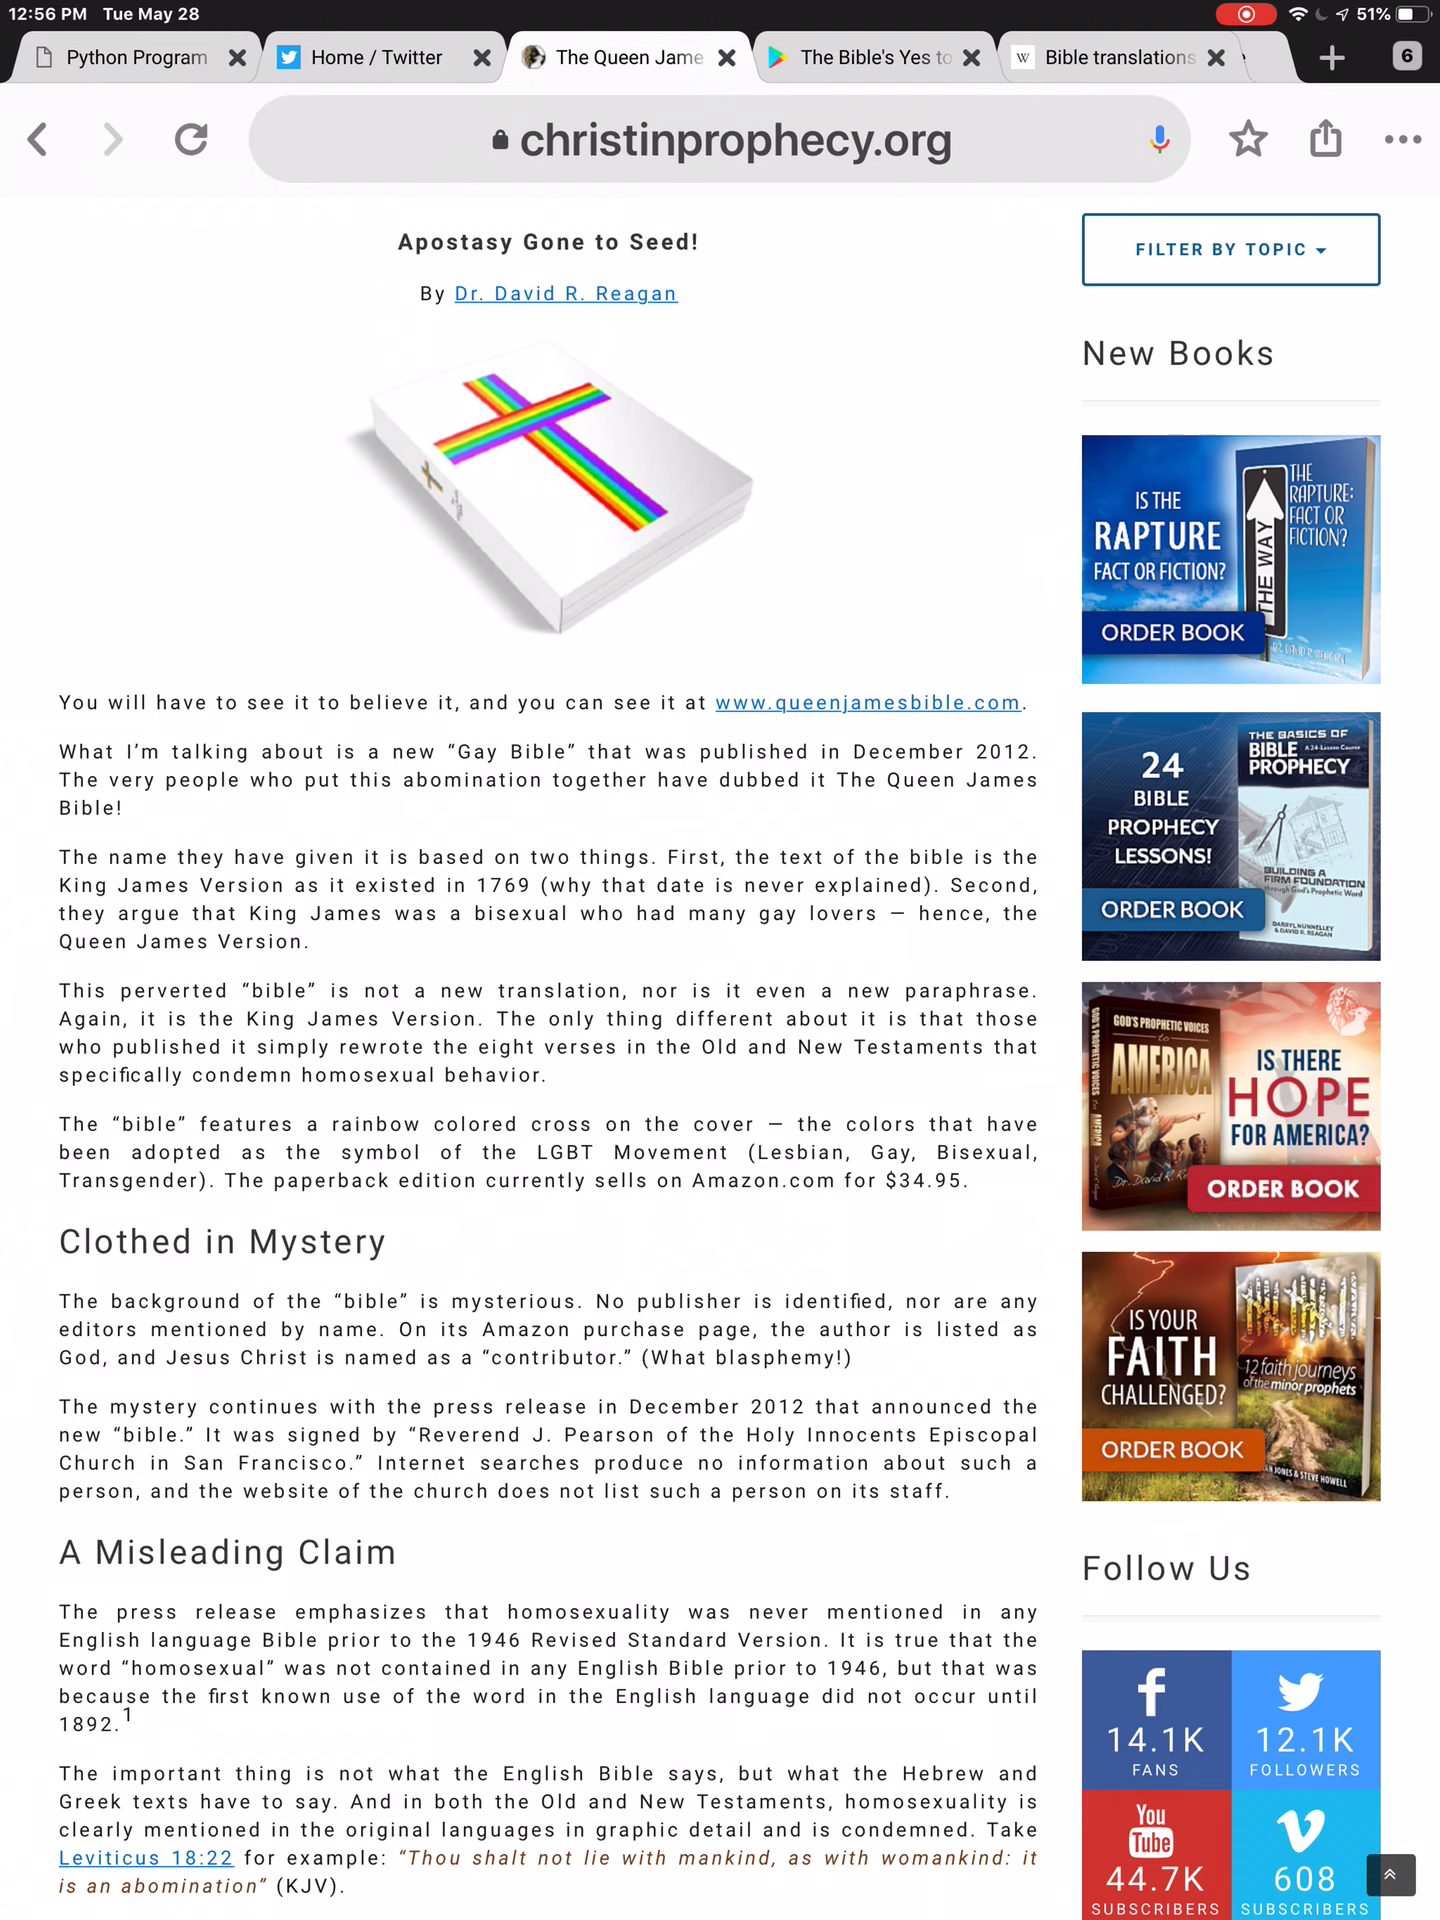 12:56 PM Tue May 28
51%
Python Program
Home / Twitter
The Queen Jame
The Bible's Yes to
W Bible translations
6
christinprophecy.org
Apostasy Gone to Seed!
By Dr. David R. Reagan
You will have to see it to believe it, and you can see it at www.queenjamesbible.com.
What I’m talking about is a new “Gay Bible” that was published in December 2012.
The very people who put this abomination together have dubbed it The Queen James
Bible!
The name they have given it is based on two things. First, the text of the bible is the
King James Version as it existed in 1769 (why that date is never explained). Second,
they argue that King James was a bisexual who had many gay lovers — hence, the
Queen James Version.
This perverted “bible” is not a new translation, nor is it even a new paraphrase.
Again, it is the King James Version. The only thing different about it is that those
who published it simply rewrote the eight verses in the Old and New Testaments that
specifically condemn homosexual behavior.
The “bible” features a rainbow colored cross on the cover — the colors that have
been adopted as the symbol of the LGBT Movement (Lesbian, Gay, Bisexual,
Transgender). The paperback edition currently sells on Amazon.com for $34.95.
Clothed in Mystery
The background of the “bible” is mysterious. No publisher is identified, nor are any
editors mentioned by name. On its Amazon purchase page, the author is listed as
God, and Jesus Christ is named as a “contributor.” (What blasphemy!)
The mystery continues with the press release in December 2012 that announced the
new “bible.” It was signed by “Reverend J. Pearson of the Holy Innocents Episcopal
Church in San Francisco.” Internet searches produce no information about such a
person, and the website of the church does not list such a person on its staff.
A Misleading Claim
The press release emphasizes that homosexuality was never mentioned in any
English language Bible prior to the 1946 Revised Standard Version. It is true that the
word “homosexual” was not contained in any English Bible prior to 1946, but that was
because the first known use of the word in the English language did not occur until
1892.1
The important thing is not what the English Bible says, but what the Hebrew and
Greek texts have to say. And in both the Old and New Testaments, homosexuality is
clearly mentioned in the original languages in graphic detail and is condemned. Take
Leviticus 18:22 for example: “Thou shalt not lie with mankind, as with womankind: it
is an abomination” (KJV).
FILTER BY TOPIC
New Books
IS THE
RAPTURE
FACT OR FICTION?
ORDER BOOK
THE
RAPTURE:
FACT OR
FICTION?
THE WAY
DR. DAVID R. REAGAN
24
BIBLE
PROPHECY
LESSONS!
ORDER BOOK
THE BASICS OF
BIBLE A 24-Lesson Course
PROPHECY
BUILDING A
FIRM FOUNDATION
through God's Prophetic Word
DARRYL NUNNELLEY
& DAVID R. REAGAN
GOD'S PROPHETIC VOICES
to
AMERICA
Dr. David R.
IS THERE
HOPE
FOR AMERICA?
ORDER BOOK
IS YOUR
FAITH
CHALLENGED?
ORDER BOOK
12 faith journeys
of the minor prophets
JONES & STEVE HOWELL
Follow Us
14.1K
FANS
12.1K
FOLLOWERS
You
Tube
44.7K
SUBSCRIBERS
608
SUBSCRIBERS